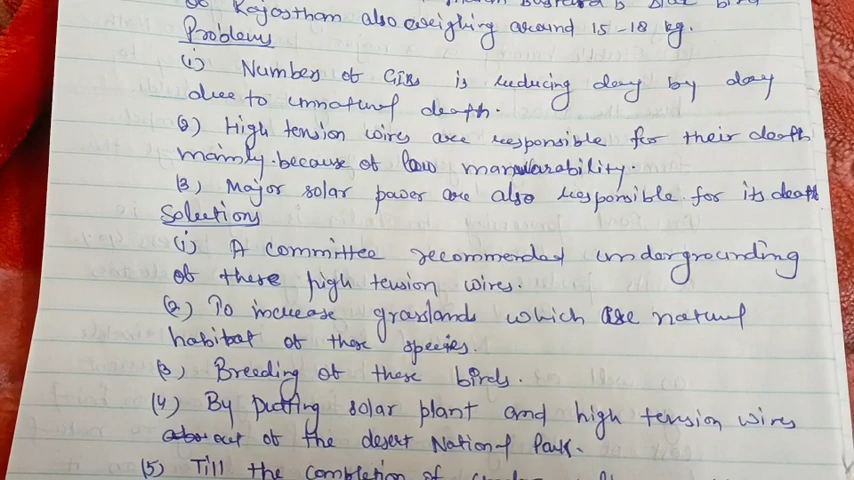 of Rajostham also weighing around 15-18 kg.
Problems
(i) Numbers of GIBs is reducing day by day
due to unnatural death.
(2) High tension wires are responsible for their death
mainly because of low
(3) Major solar power are also responsible for its death
Solutions
(i) A committee recommended undergrounding
of these high tension wires.
(2) To increase grasslands which are natural
habitat of these species.
(3) Breeding of these birds.
(4) By putting solar plant and high tension wires
out of the desert National Park.
(5) Till the completion of